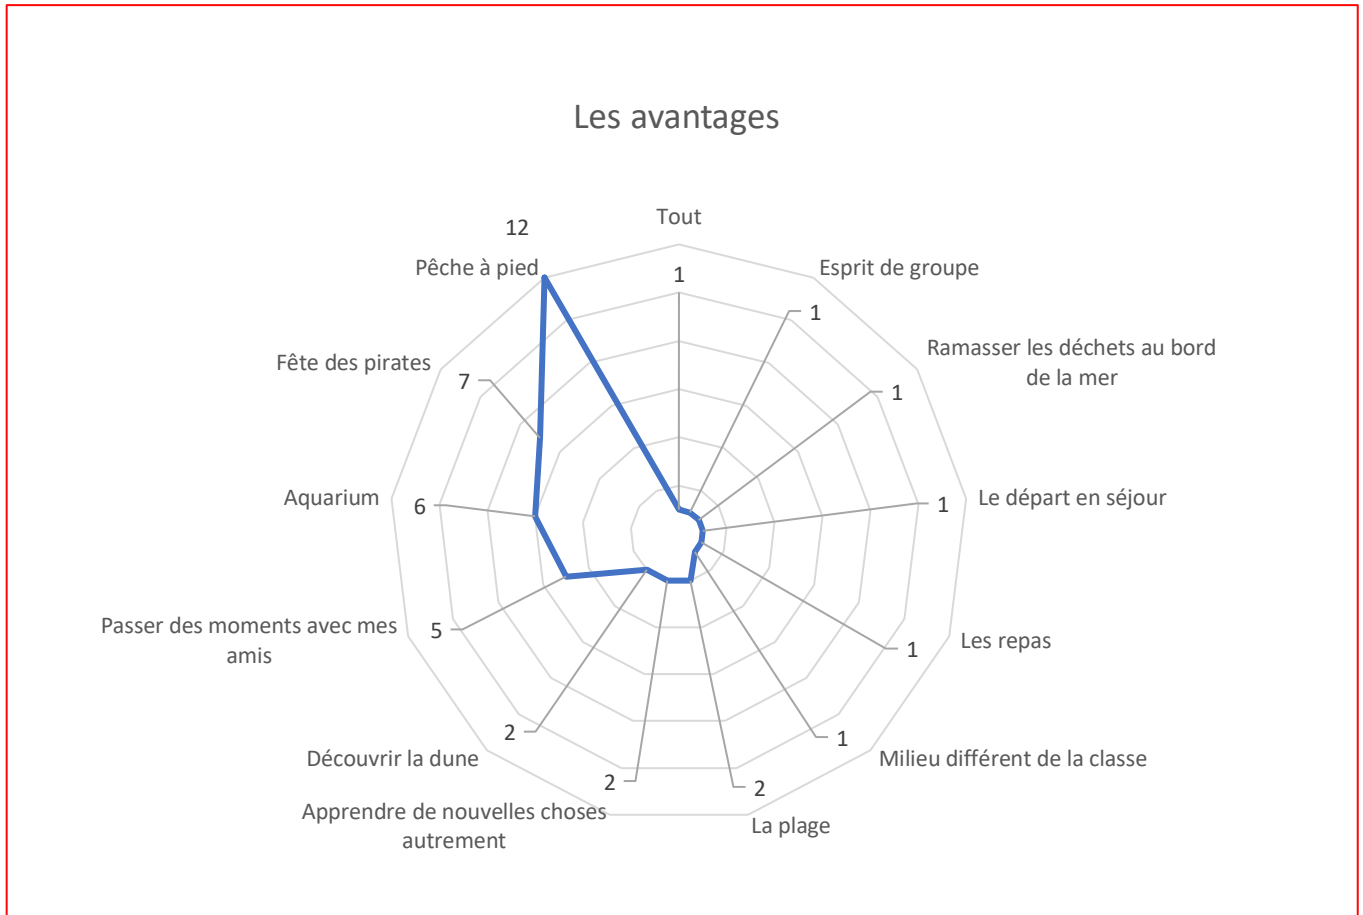 Les avantages
Tout
1
Esprit de groupe
1
Ramasser les déchets au bord
de la mer
1
Le départ en séjour
1
Les repas
1
Milieu différent de la classe
1
La plage
2
Apprendre de nouvelles choses
autrement
2
Découvrir la dune
2
Passer des moments avec mes
amis
5
Aquarium
6
Fête des pirates
7
Pêche à pied
12